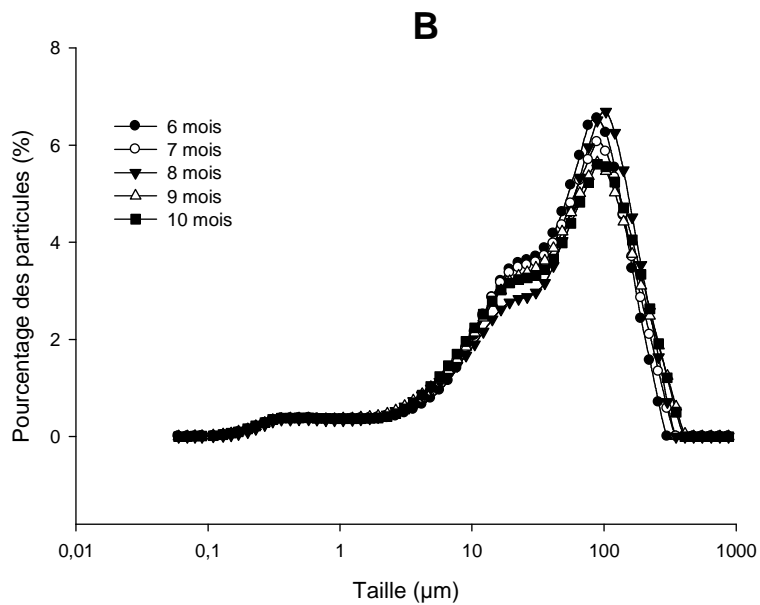 B
Pourcentage des particules (%)
8
6
4
2
0
6 mois
7 mois
8 mois
9 mois
10 mois
0,01
0,1
1
10
100
1000
Taille (µm)